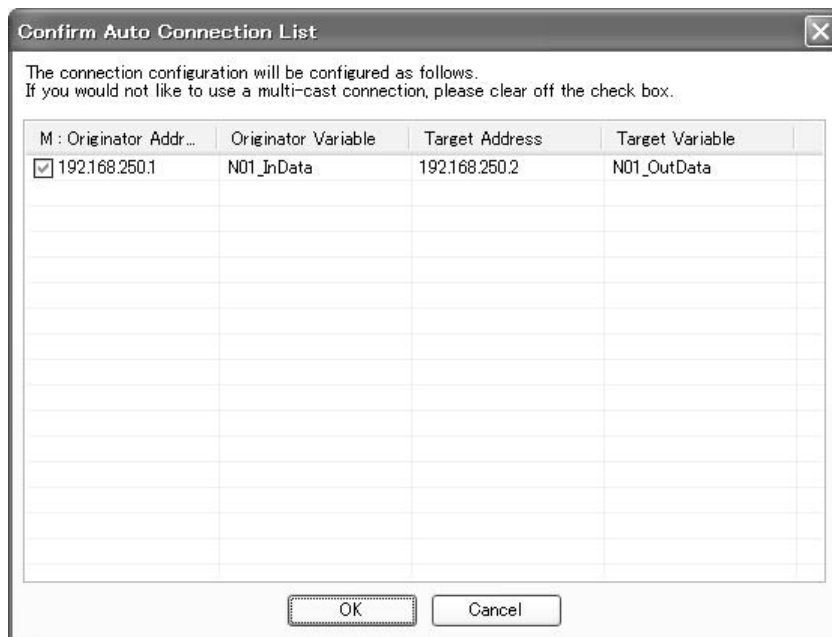 Confirm Auto Connection List
The connection configuration will be configured as follows.
If you would not like to use a multi-cast connection, please clear off the check box.
M : Originator Addr... Originator Variable Target Address Target Variable
192.168.250.1 N01_InData 192.168.250.2 N01_OutData
OK Cancel